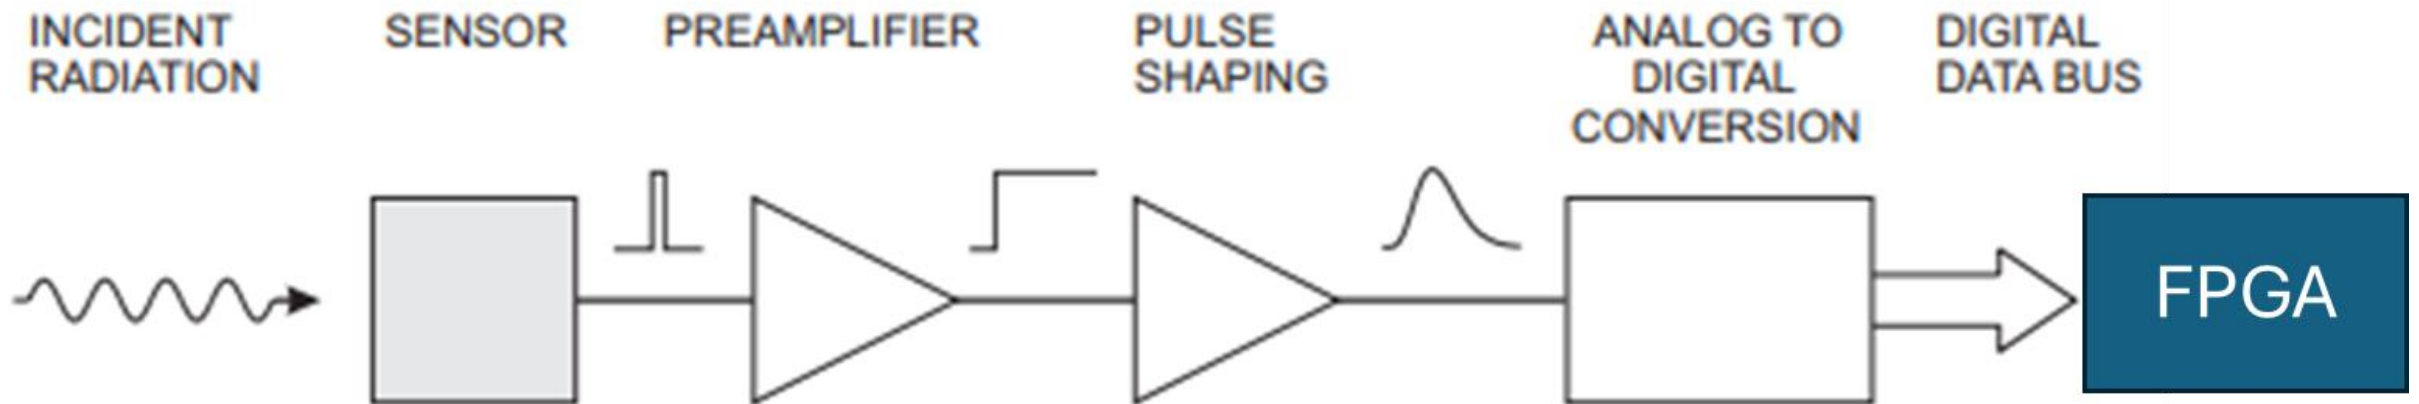 INCIDENT
RADIATION
SENSOR
PREAMPLIFIER
PULSE
SHAPING
ANALOG TO
DIGITAL
CONVERSION
DIGITAL
DATA BUS
FPGA